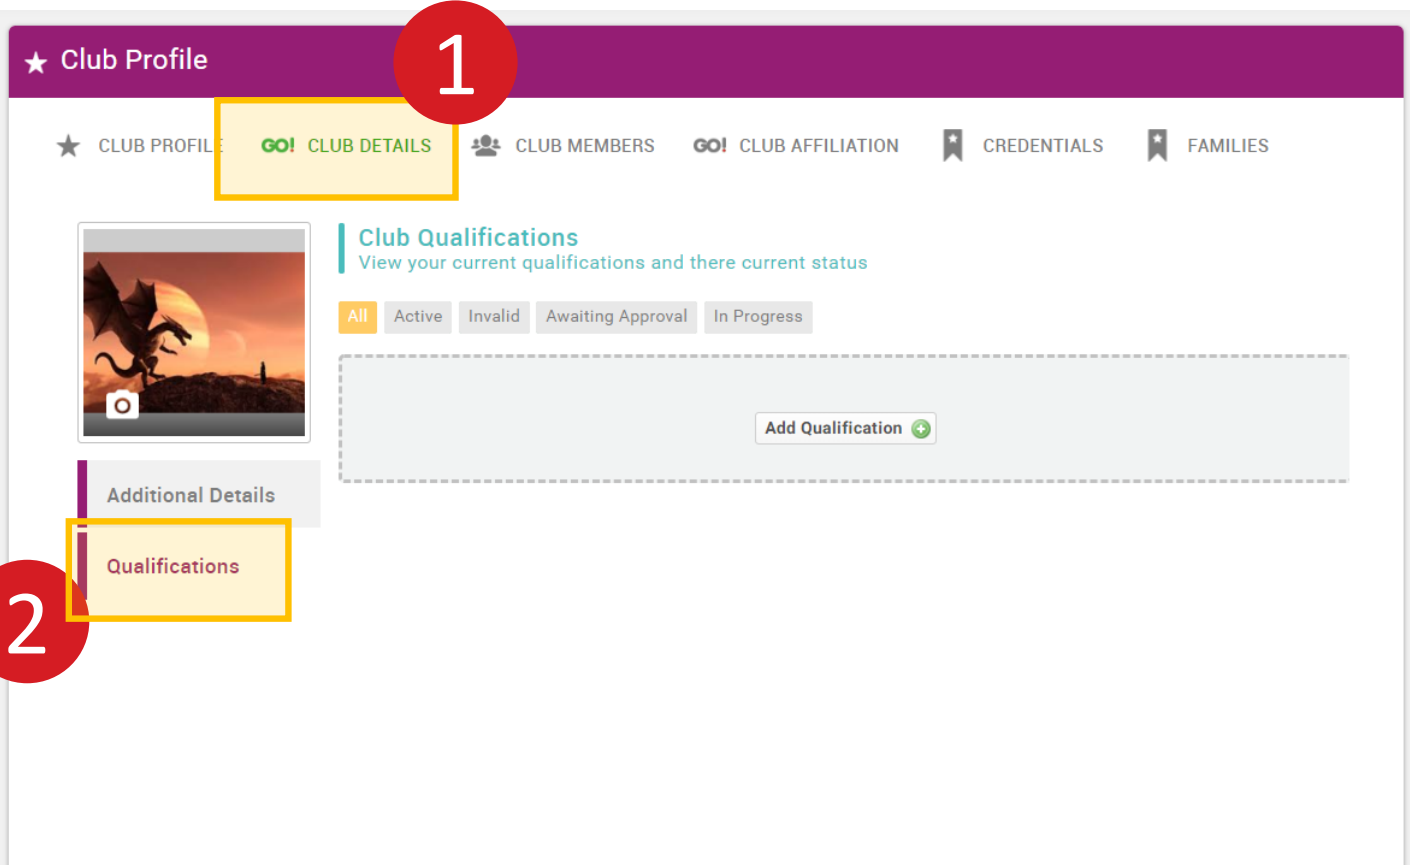 1
Club Profile
CLUB PROFILE GO! CLUB DETAILS CLUB MEMBERS GO! CLUB AFFILIATION CREDENTIALS FAMILIES
Club Qualifications
View your current qualifications and there current status
All Active Invalid Awaiting Approval In Progress
Add Qualification
Additional Details
Qualifications
2